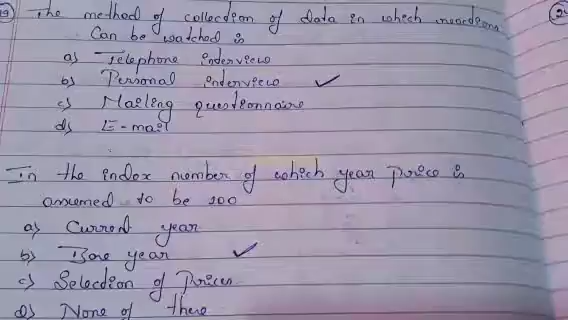 19 The method of collection of data in which reactions
Can be watched is
a) Telephone interview
b) Personal interview ✓
c) Mailing questionnaire
d) E-mail
In the index number of which year price is
assumed to be 100
a) Current year
b) Base year ✓
c) Selection of Prices
d) None of these